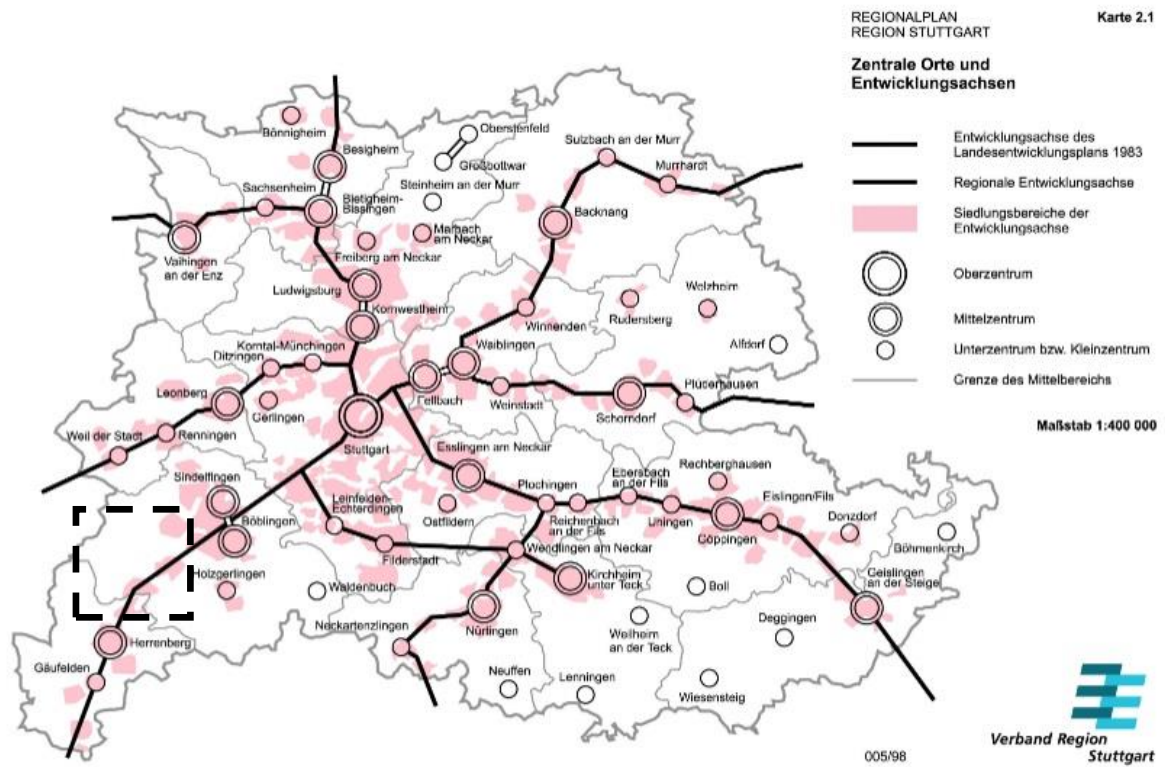 REGIONALPLAN
REGION STUTTGART
Karte 2.1
Zentrale Orte und
Entwicklungsachsen
Entwicklungsachse des
Landesentwicklungsplans 1983
Regionale Entwicklungsachse
Siedlungsbereiche der
Entwicklungsachse
Oberzentrum
Mittelzentrum
Unterzentrum bzw. Kleinzentrum
Grenze des Mittelbereichs
Maßstab 1:400 000
Bönnigheim
Besigheim
Oberstenfeld
Großbottwar
Sulzbach an der Murr
Murrhardt
Sachsenheim
Bietigheim-
Bissingen
Steinheim an der Murr
Backnang
Marbach
am Neckar
Vaihingen
an der Enz
Freiberg am Neckar
Ludwigsburg
Kornwestheim
Welzheim
Rudersberg
Winnenden
Alfdorf
Korntal-Münchingen
Ditzingen
Waiblingen
Leonberg
Gerlingen
Fellbach
Weinstadt
Schorndorf
Plüderhausen
Weil der Stadt
Renningen
Stuttgart
Esslingen am Neckar
Sindelfingen
Plochingen
Ebersbach
an der Fils
Rechberghausen
Eislingen/Fils
Leinfelden-
Echterdingen
Ostfildern
Reichenbach
an der Fils
Uhingen
Göppingen
Donzdorf
Böblingen
Böhmenkirch
Filderstadt
Wendlingen am Neckar
Holzgerlingen
Waldenbuch
Kirchheim
unter Teck
Boll
Geislingen
an der Steige
Neckartenzlingen
Nürtingen
Weilheim
an der Teck
Deggingen
Herrenberg
Gäufelden
Neuffen
Lenningen
Wiesensteig
005/98
Verband Region
Stuttgart